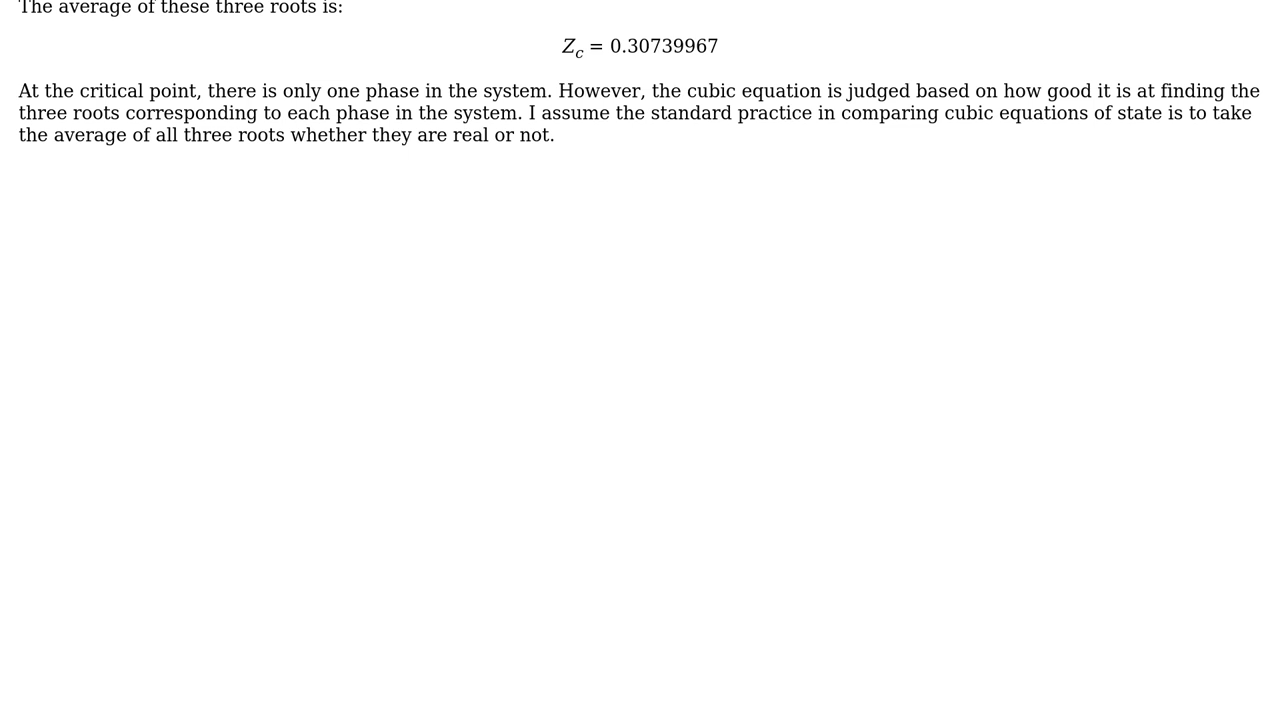 The average of these three roots is:
Zc = 0.30739967
At the critical point, there is only one phase in the system. However, the cubic equation is judged based on how good it is at finding the
three roots corresponding to each phase in the system. I assume the standard practice in comparing cubic equations of state is to take
the average of all three roots whether they are real or not.